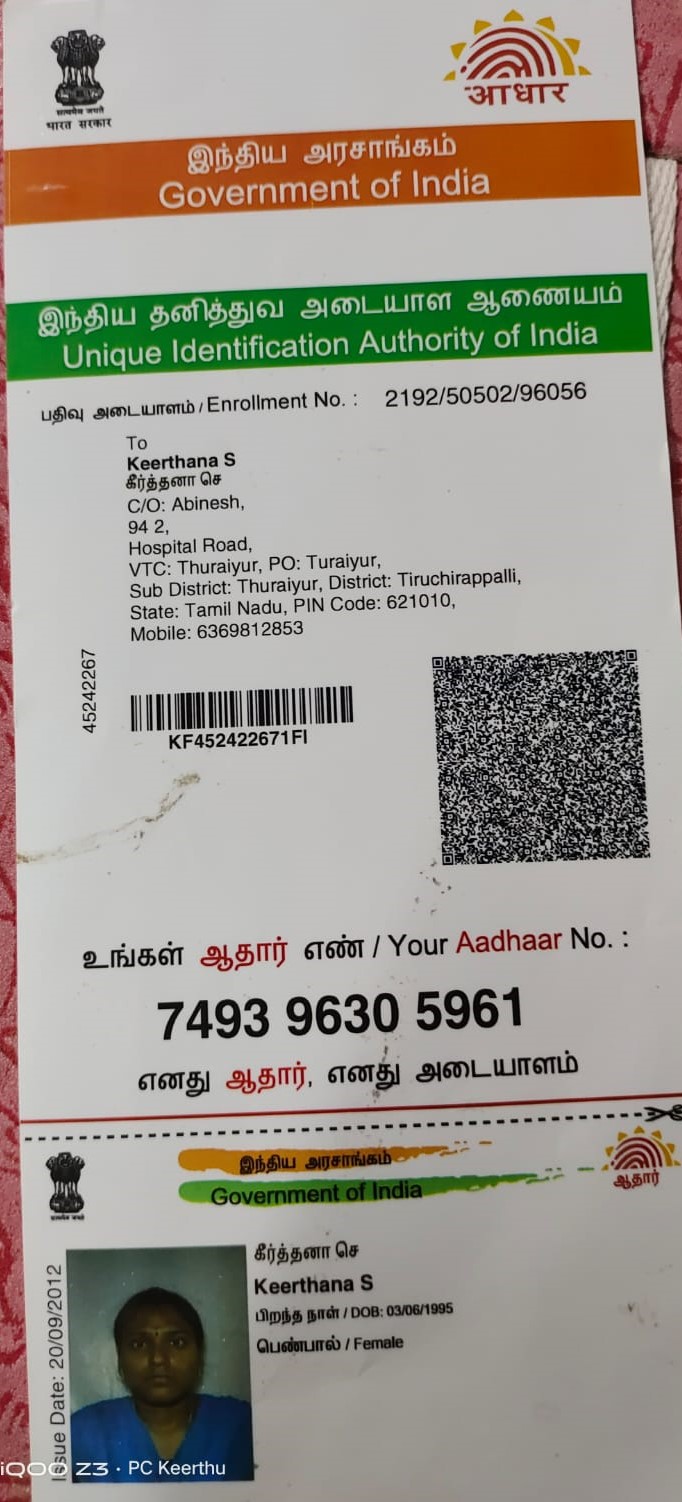 सत्यमेव जयते
भारत सरकार
आधार
இந்திய அரசாங்கம்
Government of India
இந்திய தனித்துவ அடையாள ஆணையம்
Unique Identification Authority of India
பதிவு அடையாளம் / Enrollment No. : 2192/50502/96056
To
Keerthana S
கீர்த்தனா செ
C/O: Abinesh,
94 2,
Hospital Road,
VTC: Thuraiyur, PO: Turaiyur,
Sub District: Thuraiyur, District: Tiruchirappalli,
State: Tamil Nadu, PIN Code: 621010,
Mobile: 6369812853
45242267
KF452422671FI
உங்கள் ஆதார் எண் / Your Aadhaar No. :
7493 9630 5961
எனது ஆதார், எனது அடையாளம்
இந்திய அரசாங்கம்
Government of India
ஆதார்
கீர்த்தனா செ
Keerthana S
பிறந்த நாள் / DOB: 03/06/1995
பெண்பால் / Female
Issue Date: 20/09/2012
iQOO Z3 · PC Keerthu